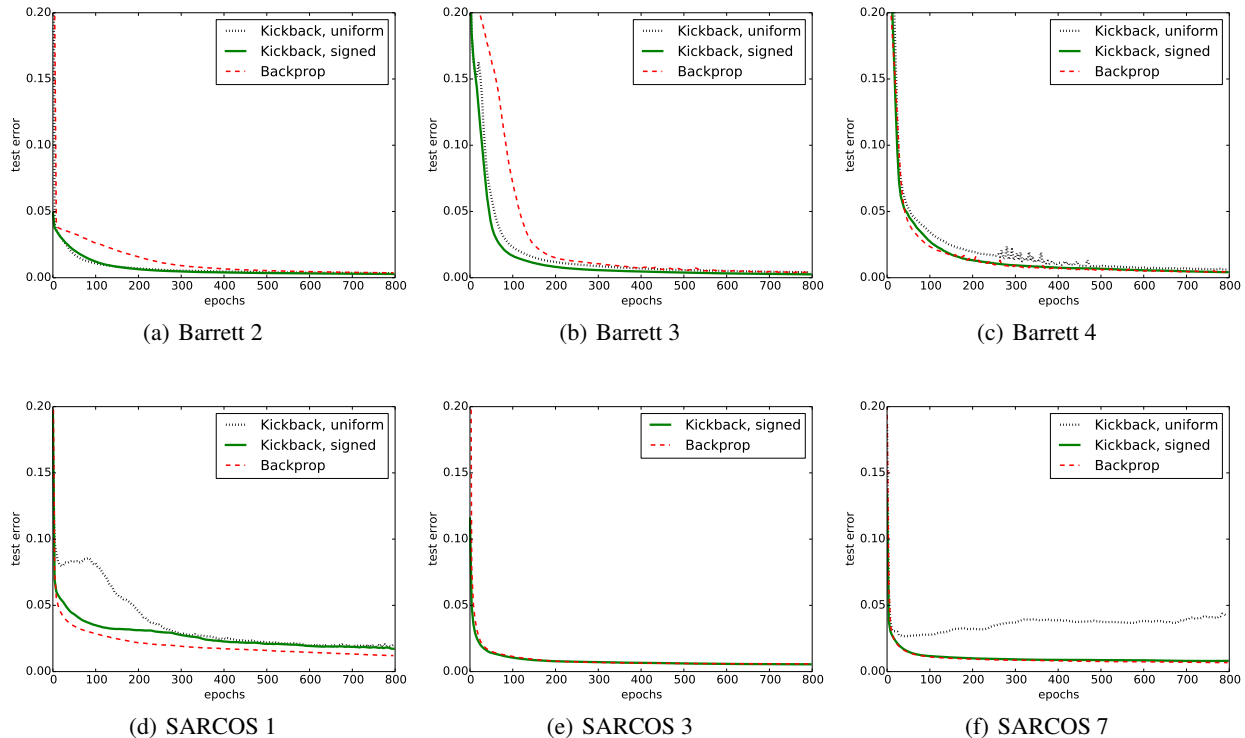 0.20
0.15
0.10
0.05
0.00
test error
0 100 200 300 400 500 600 700 800
epochs
Kickback, uniform
Kickback, signed
Backprop
(a) Barrett 2
0.20
0.15
0.10
0.05
0.00
test error
0 100 200 300 400 500 600 700 800
epochs
Kickback, uniform
Kickback, signed
Backprop
(b) Barrett 3
0.20
0.15
0.10
0.05
0.00
test error
0 100 200 300 400 500 600 700 800
epochs
Kickback, uniform
Kickback, signed
Backprop
(c) Barrett 4
0.20
0.15
0.10
0.05
0.00
test error
0 100 200 300 400 500 600 700 800
epochs
Kickback, uniform
Kickback, signed
Backprop
(d) SARCOS 1
0.20
0.15
0.10
0.05
0.00
test error
0 100 200 300 400 500 600 700 800
epochs
Kickback, signed
Backprop
(e) SARCOS 3
0.20
0.15
0.10
0.05
0.00
test error
0 100 200 300 400 500 600 700 800
epochs
Kickback, uniform
Kickback, signed
Backprop
(f) SARCOS 7